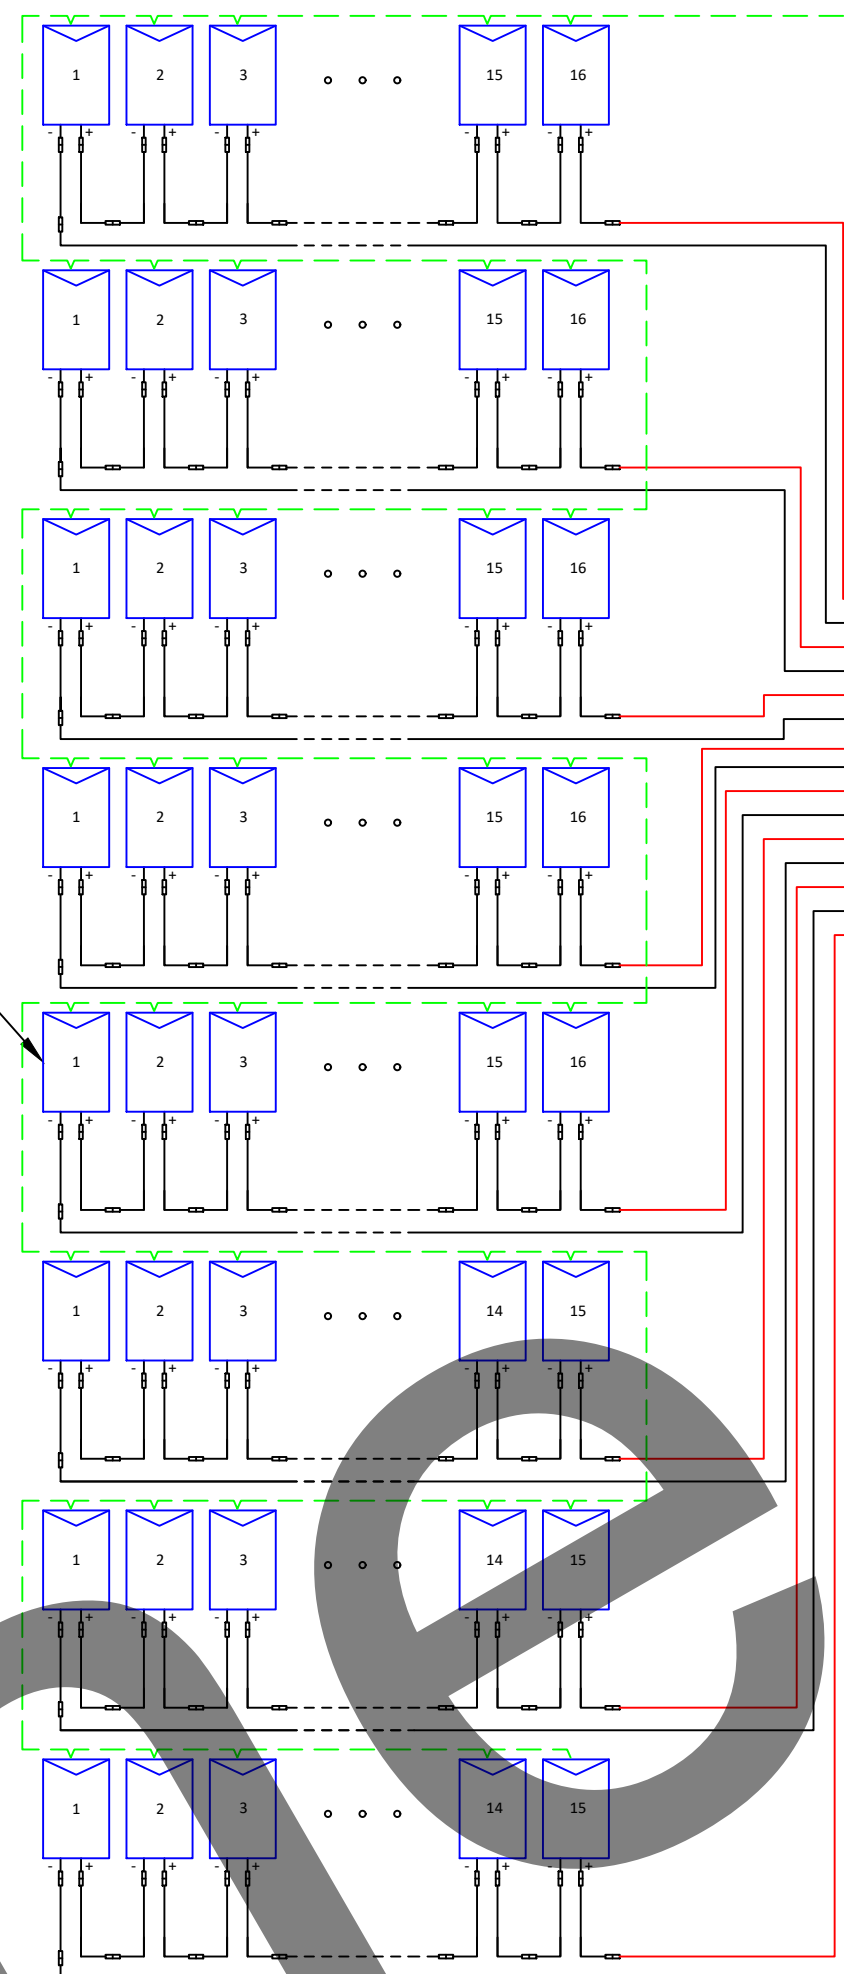 1 2 3 15 16
- + - + - + - + - +
1 2 3 15 16
- + - + - + - + - +
1 2 3 15 16
- + - + - + - + - +
1 2 3 15 16
- + - + - + - + - +
1 2 3 15 16
- + - + - + - + - +
1 2 3 14 15
- + - + - + - + - +
1 2 3 14 15
- + - + - + - + - +
1 2 3 14 15
- + - + - + - + - +